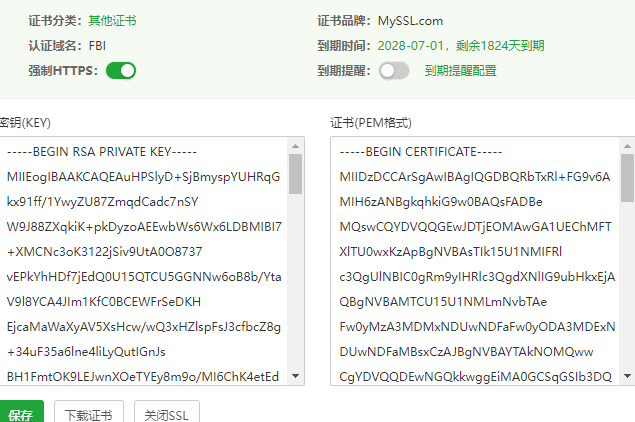 证书分类：其他证书
证书品牌：MySSL.com
认证域名：FBI
到期时间：2028-07-01，剩余1824天到期
强制HTTPS：
到期提醒：
到期提醒配置
密钥(KEY)
-----BEGIN RSA PRIVATE KEY-----
MIIEogIBAAKCAQEAuHPSlyD+SjBmyspYUHRqG
kx91ff/1YwyZU87ZmqdCadc7nSY
W9J88ZXqkiK+pkDyzoAEEwbWs6Wx6LDBMIBI7
+XMCNc3oK3122jSiv9UtA0O8737
vEPkYhHDf7jEdQ0U15QTCU5GGNNw6oB8b/Yta
V9l8YCA4JIm1KfC0BCEWFrSeDKH
EjcaMaWaXyAV5XsHcw/wQ3xHZlspFsJ3cfbcZ8g
+34uF35a6lne4liLyQutIGnJs
BH1FmtOK9LEJwnXOeTYEy8m9o/MI6ChK4etEd
证书(PEM格式)
-----BEGIN CERTIFICATE-----
MIIDzDCCArSgAwIBAgIQGDBQRbTxRl+FG9v6A
MIH6zANBgkqhkiG9w0BAQsFADBe
MQswCQYDVQQGEwJDTjEOMAwGA1UEChMFT
XlTU0wxKzApBgNVBAsTIk15U1NMIFRl
c3QgUlNBIC0gRm9yIHRlc3QgdXNlIG9ubHkxEjA
QBgNVBAMTCU15U1NMLmNvbTAe
Fw0yMzA3MDMxNDUwNDFaFw0yODA3MDExN
DUwNDFaMBsxCzAJBgNVBAYTAkNOMQww
CgYDVQQDEwNGQkkwggEiMA0GCSqGSIb3DQ
保存
下载证书
关闭SSL